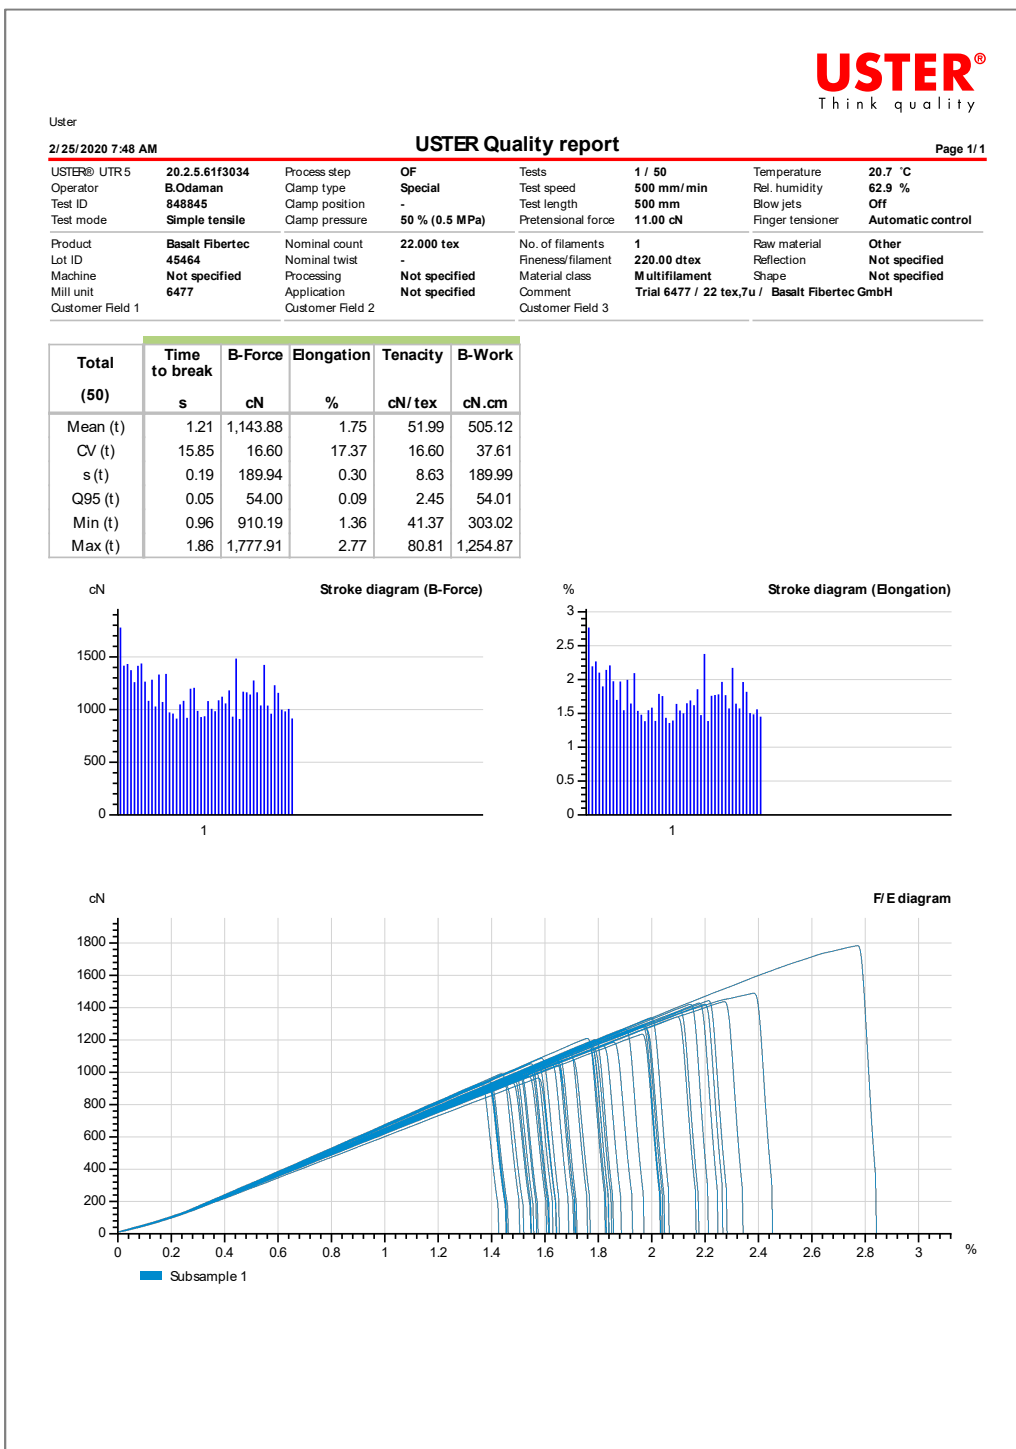 USTER®
Think quality
Uster
2/25/2020 7:48 AM USTER Quality report Page 1/1
USTER® UTR 5 20.2.5.61f3034 Process step OF Tests 1 / 50 Temperature 20.7 °C
Operator B.Odaman Clamp type Special Test speed 500 mm/min Rel. humidity 62.9 %
Test ID 848845 Clamp position - Test length 500 mm Blow jets Off
Test mode Simple tensile Clamp pressure 50 % (0.5 MPa) Pretensional force 11.00 cN Finger tensioner Automatic control
Product Basalt Fibertec Nominal count 22.000 tex No. of filaments 1 Raw material Other
Lot ID 45464 Nominal twist - Fineness/filament 220.00 dtex Reflection Not specified
Machine Not specified Processing Not specified Material class Multifilament Shape Not specified
Mill unit 6477 Application Not specified Comment Trial 6477 / 22 tex,7u / Basalt Fibertec GmbH
Customer Field 1 Customer Field 2 Customer Field 3
Total (50) Time to break B-Force Elongation Tenacity B-Work
s cN % cN/tex cN.cm
Mean (t) 1.21 1,143.88 1.75 51.99 505.12
CV (t) 15.85 16.60 17.37 16.60 37.61
s (t) 0.19 189.94 0.30 8.63 189.99
Q95 (t) 0.05 54.00 0.09 2.45 54.01
Min (t) 0.96 910.19 1.36 41.37 303.02
Max (t) 1.86 1,777.91 2.77 80.81 1,254.87
cN Stroke diagram (B-Force)
1500
1000
500
0
1
% Stroke diagram (Elongation)
3
2.5
2
1.5
1
0.5
0
1
cN F/E diagram
1800
1600
1400
1200
1000
800
600
400
200
0
0 0.2 0.4 0.6 0.8 1 1.2 1.4 1.6 1.8 2 2.2 2.4 2.6 2.8 3 %
Subsample 1